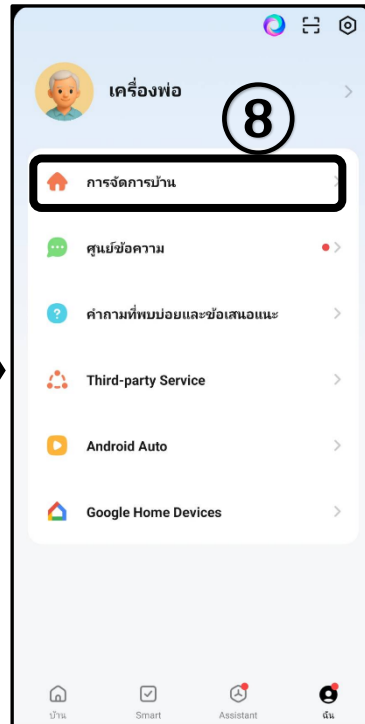 เครื่องพ่อ
⑧
การจัดการบ้าน
ศูนย์ข้อความ
คำถามที่พบบ่อยและข้อเสนอแนะ
Third-party Service
Android Auto
Google Home Devices
บ้าน Smart Assistant ฉัน